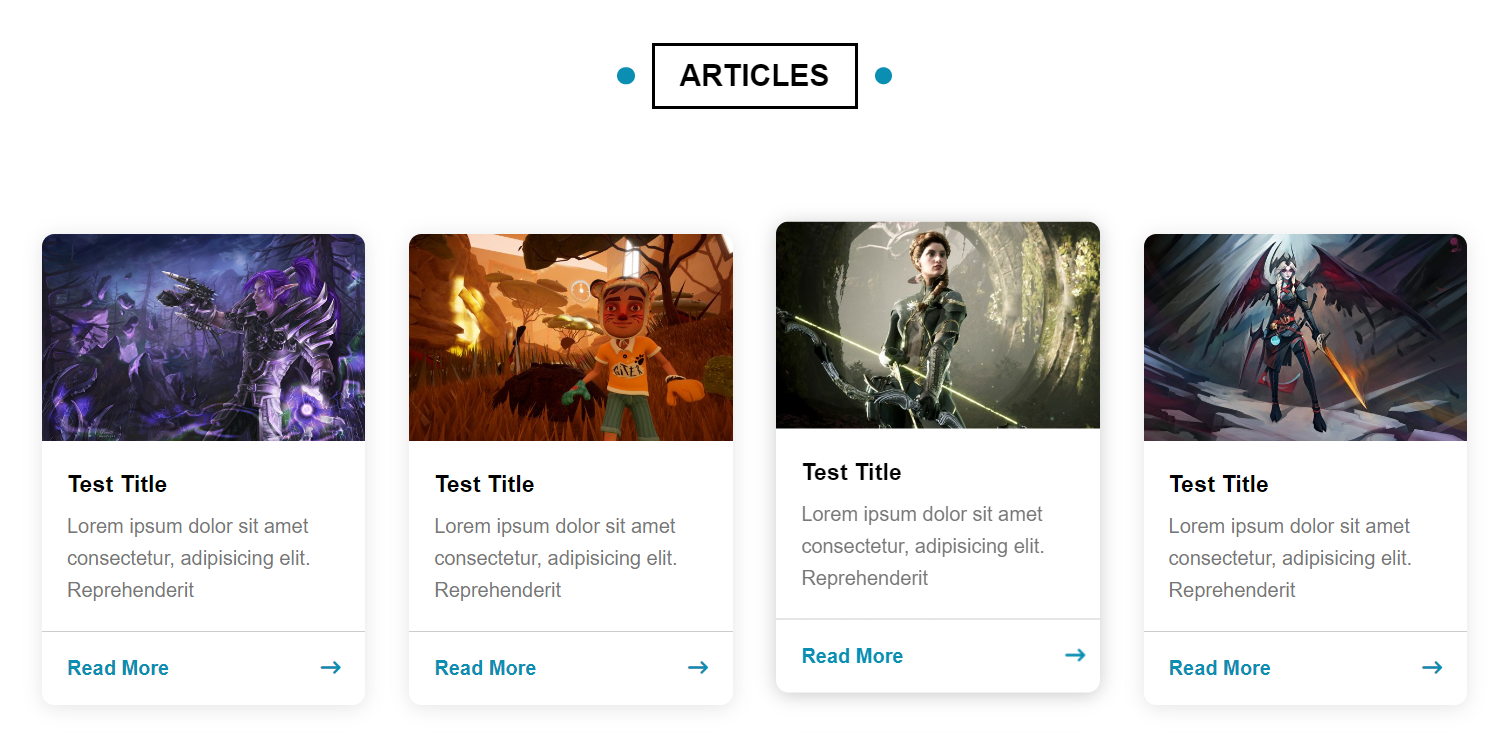 ARTICLES
Test Title
Lorem ipsum dolor sit amet
consectetur, adipisicing elit.
Reprehenderit
Read More
Test Title
Lorem ipsum dolor sit amet
consectetur, adipisicing elit.
Reprehenderit
Read More
Test Title
Lorem ipsum dolor sit amet
consectetur, adipisicing elit.
Reprehenderit
Read More
Test Title
Lorem ipsum dolor sit amet
consectetur, adipisicing elit.
Reprehenderit
Read More